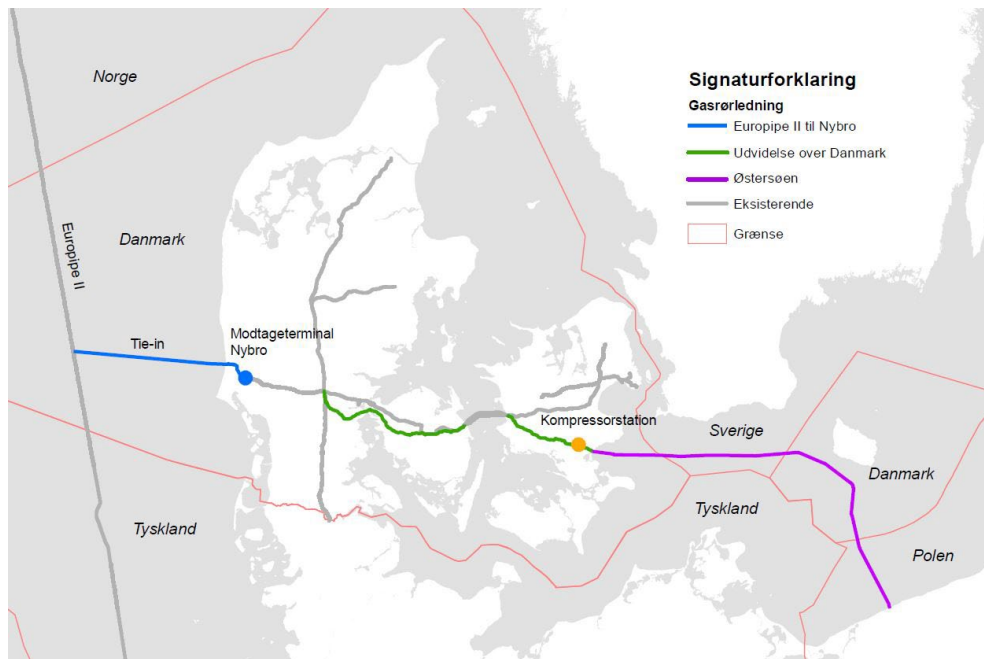 Norge
Signaturforklaring
Gasrørledning
Europipe II til Nybro
Udvidelse over Danmark
Østersøen
Eksisterende
Grænse
Europipe II
Danmark
Tie-in
Modtageterminal
Nybro
Kompressorstation
Sverige
Danmark
Tyskland
Tyskland
Polen